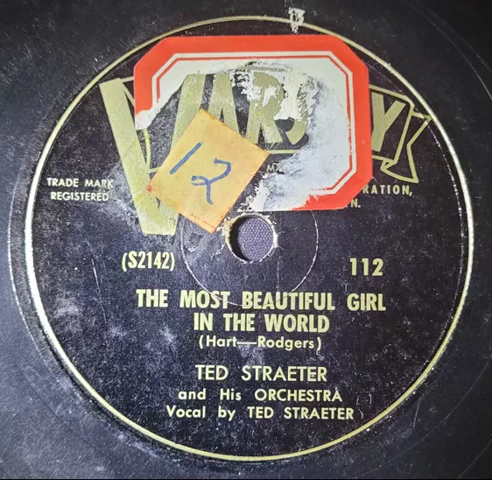 12
TRADE MARK
REGISTERED
(S2142)
112
THE MOST BEAUTIFUL GIRL
IN THE WORLD
(Hart—Rodgers)
TED STRAETER
and His ORCHESTRA
Vocal by TED STRAETER